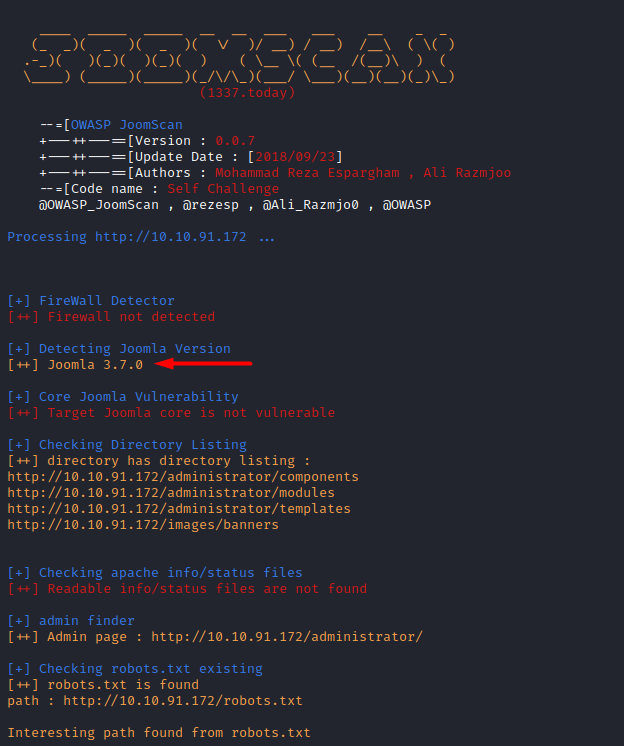 (1337.today)
--=[OWASP JoomScan
+---++---==[Version : 0.0.7
+---++---==[Update Date : [2018/09/23]
+---++---==[Authors : Mohammad Reza Espargham , Ali Razmjoo
--=[Code name : Self Challenge
@OWASP_JoomScan , @rezesp , @Ali_Razmjo0 , @OWASP
Processing http://10.10.91.172 ...
[+] FireWall Detector
[++] Firewall not detected
[+] Detecting Joomla Version
[++] Joomla 3.7.0
[+] Core Joomla Vulnerability
[++] Target Joomla core is not vulnerable
[+] Checking Directory Listing
[++] directory has directory listing :
http://10.10.91.172/administrator/components
http://10.10.91.172/administrator/modules
http://10.10.91.172/administrator/templates
http://10.10.91.172/images/banners
[+] Checking apache info/status files
[++] Readable info/status files are not found
[+] admin finder
[++] Admin page : http://10.10.91.172/administrator/
[+] Checking robots.txt existing
[++] robots.txt is found
path : http://10.10.91.172/robots.txt
Interesting path found from robots.txt